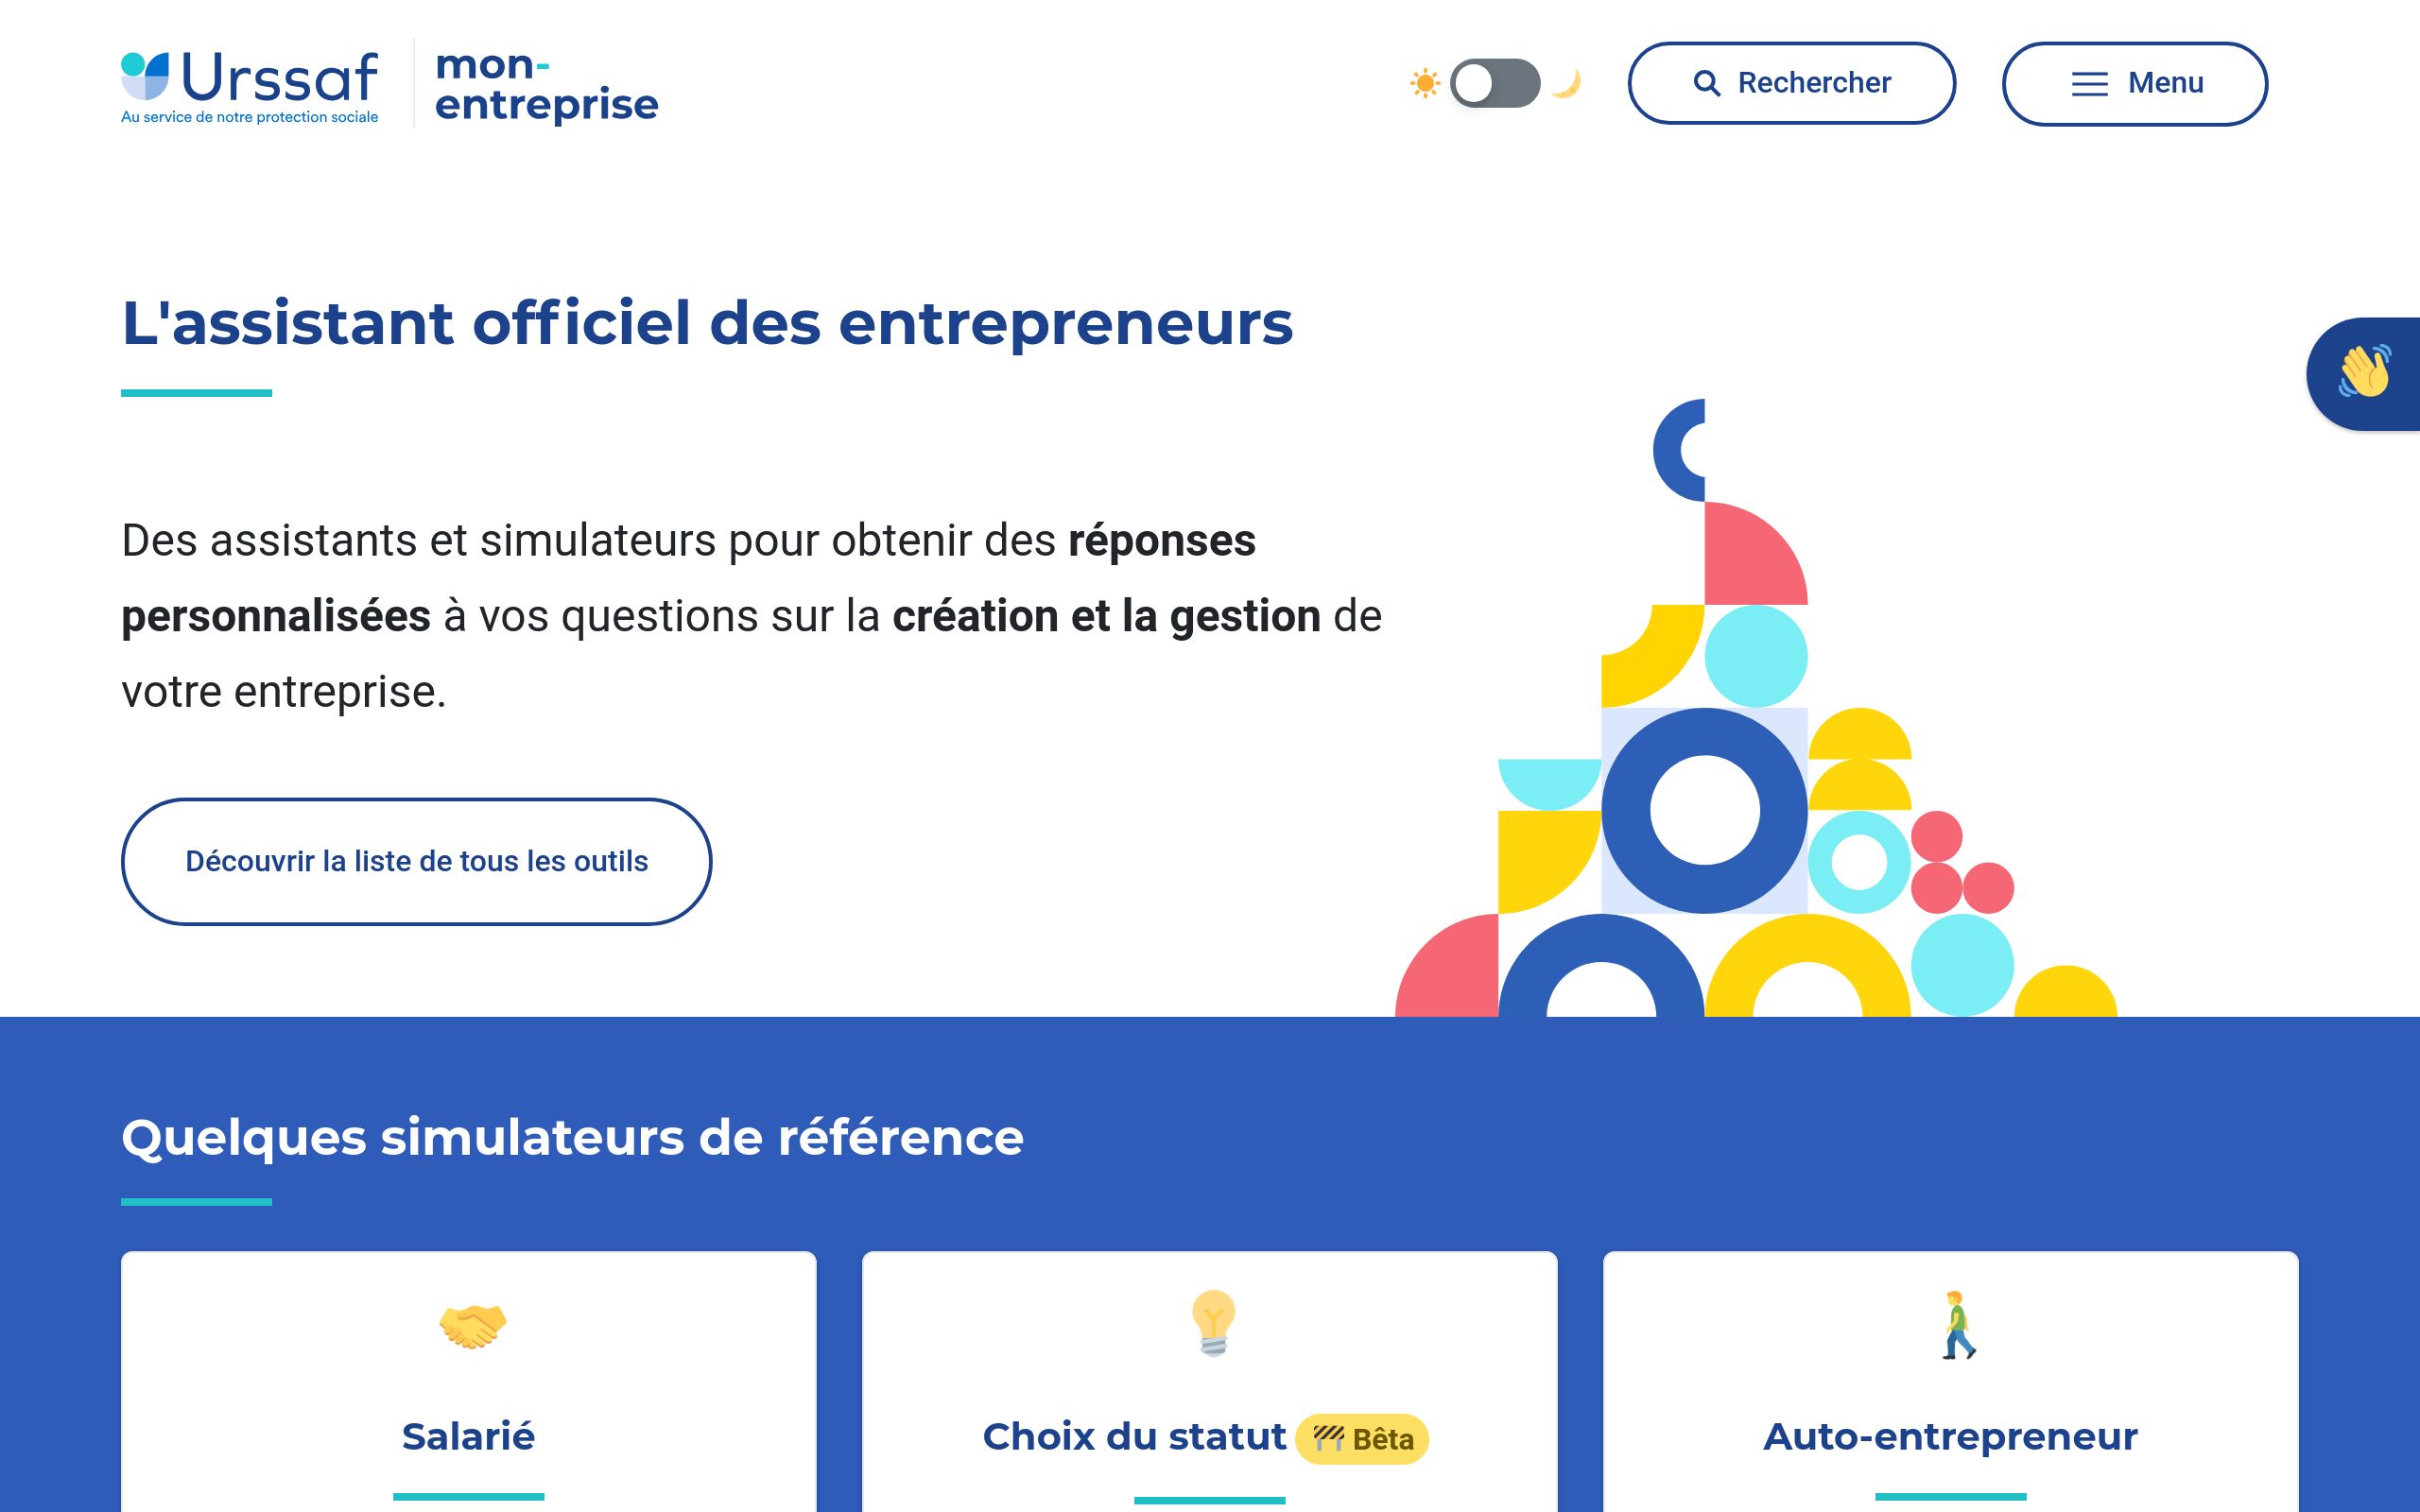 Urssaf
Au service de notre protection sociale
mon-
entreprise
Rechercher
Menu
L'assistant officiel des entrepreneurs
Des assistants et simulateurs pour obtenir des réponses
personnalisées à vos questions sur la création et la gestion de
votre entreprise.
Découvrir la liste de tous les outils
Quelques simulateurs de référence
Salarié
Choix du statut Bêta
Auto-entrepreneur